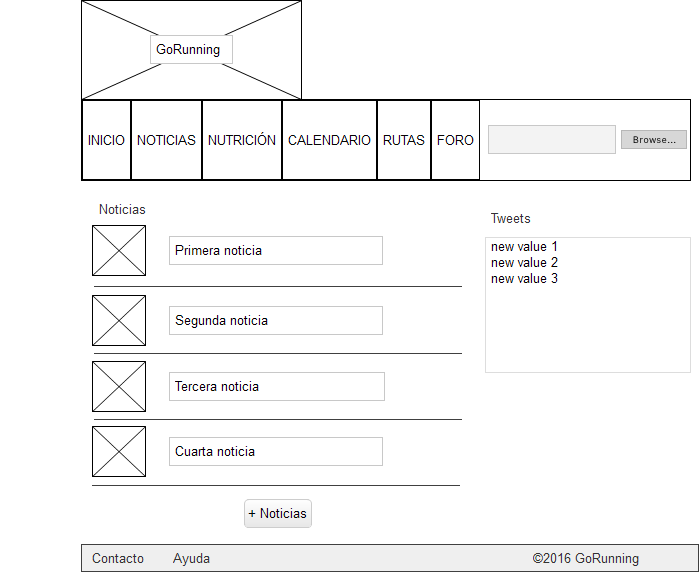 GoRunning
INICIO NOTICIAS NUTRICIÓN CALENDARIO RUTAS FORO Browse...
Noticias
Primera noticia
Segunda noticia
Tercera noticia
Cuarta noticia
+ Noticias
Tweets
new value 1
new value 2
new value 3
Contacto Ayuda ©2016 GoRunning